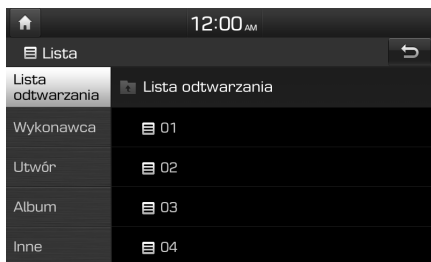 12:00 AM
Lista
Lista
odtwarzania
Lista odtwarzania
Wykonawca
01
Utwór
02
Album
03
Inne
04